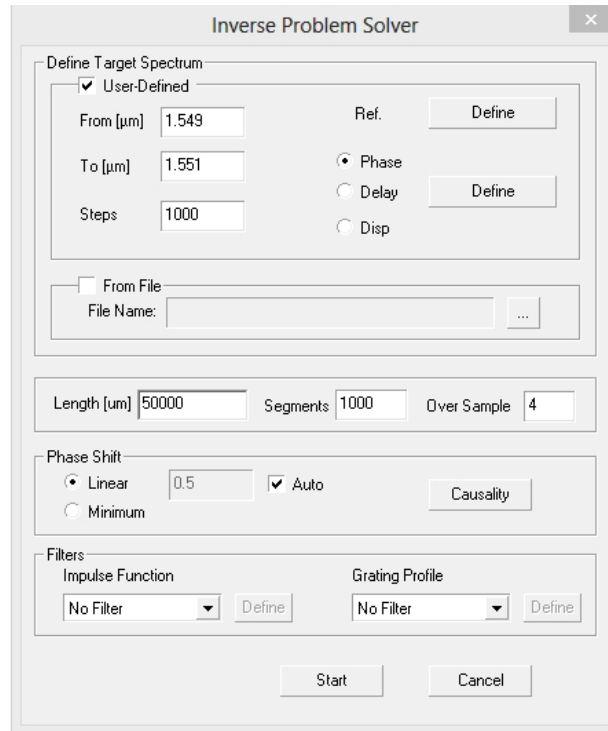 Inverse Problem Solver
Define Target Spectrum
User-Defined
From [µm] 1.549
Ref. Define
To [µm] 1.551
Phase
Delay Define
Steps 1000
Disp
From File
File Name: ...
Length [um] 50000 Segments 1000 Over Sample 4
Phase Shift
Linear 0.5 Auto
Causality
Minimum
Filters
Impulse Function Grating Profile
No Filter Define No Filter Define
Start Cancel